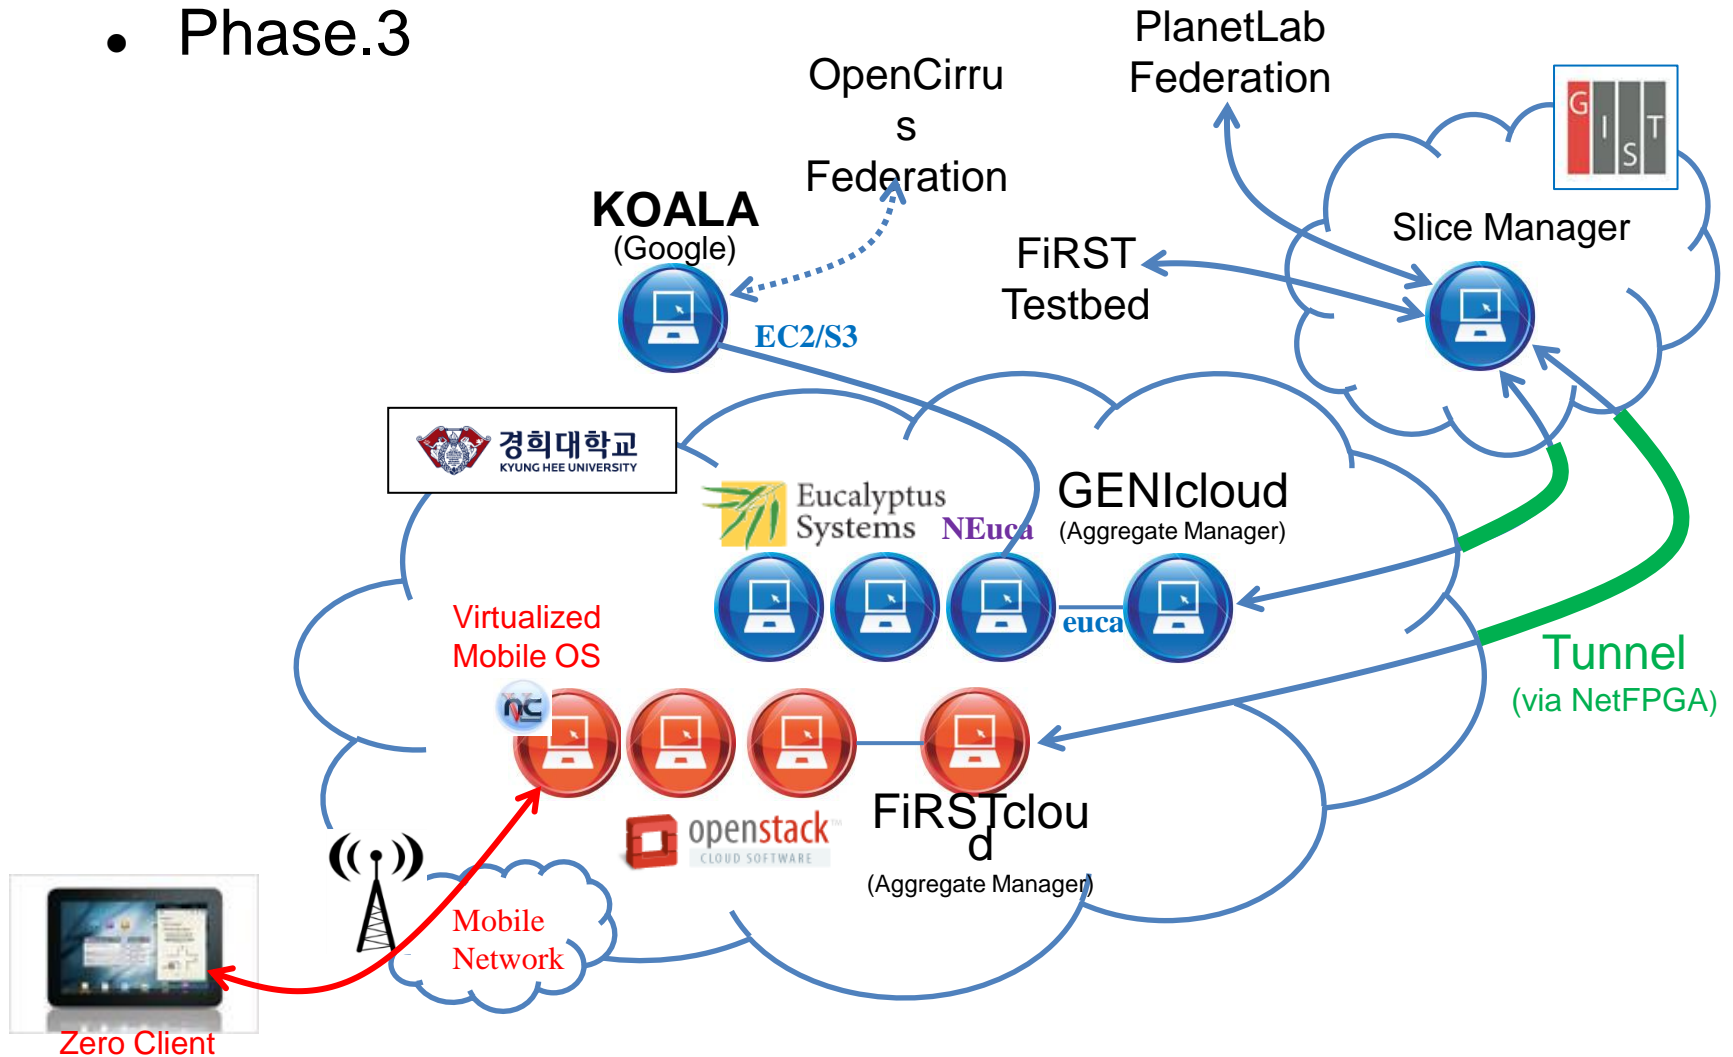 • Phase.3
PlanetLab
Federation
OpenCirru
s
Federation
GIST
KOALA
(Google)
Slice Manager
FiRST
Testbed
EC2/S3
경희대학교
KYUNG HEE UNIVERSITY
Eucalyptus
Systems
NEuca
GENIcloud
(Aggregate Manager)
euca
Virtualized
Mobile OS
Tunnel
(via NetFPGA)
openstack™
CLOUD SOFTWARE
FiRSTclou
d
(Aggregate Manager)
Mobile
Network
Zero Client